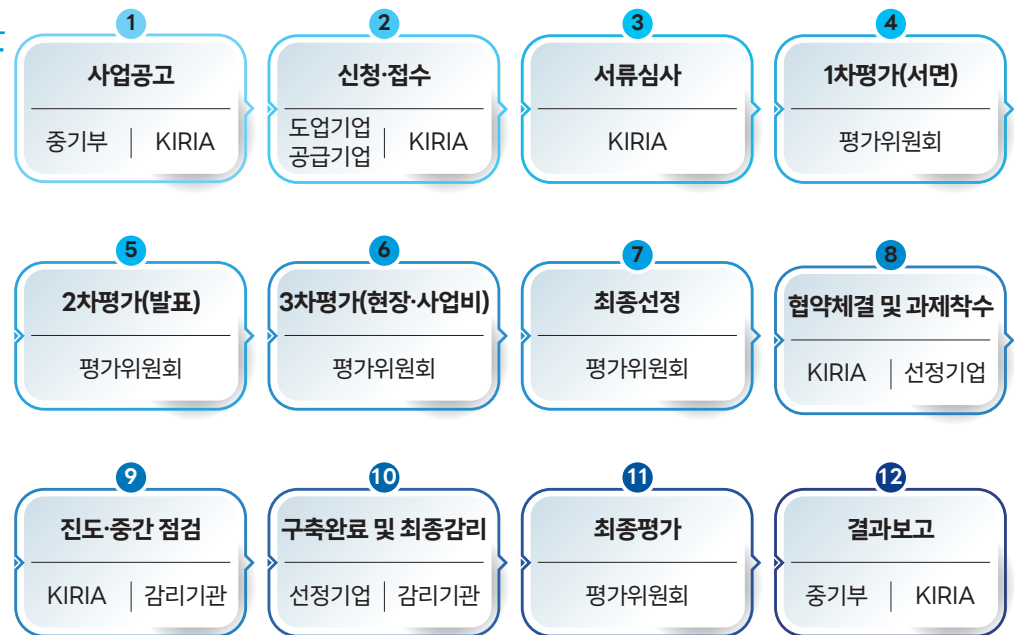 1
사업공고
중기부 | KIRIA
2
신청·접수
도업기업
공급기업 | KIRIA
3
서류심사
KIRIA
4
1차평가(서면)
평가위원회
5
2차평가(발표)
평가위원회
6
3차평가(현장·사업비)
평가위원회
7
최종선정
평가위원회
8
협약체결 및 과제착수
KIRIA | 선정기업
9
진도·중간 점검
KIRIA | 감리기관
10
구축완료 및 최종감리
선정기업 | 감리기관
11
최종평가
평가위원회
12
결과보고
중기부 | KIRIA